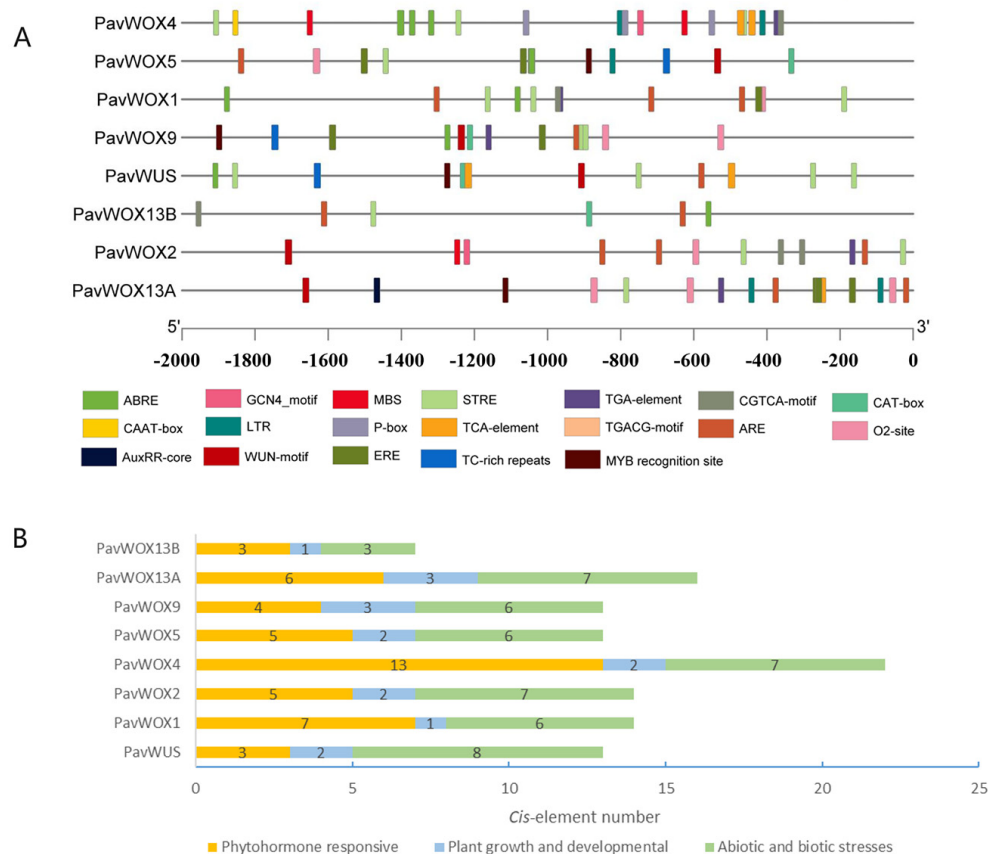 A
PavWOX4
PavWOX5
PavWOX1
PavWOX9
PavWUS
PavWOX13B
PavWOX2
PavWOX13A
5' 3'
-2000 -1800 -1600 -1400 -1200 -1000 -800 -600 -400 -200 0
ABRE GCN4_motif MBS STRE TGA-element CGTCA-motif CAT-box
CAAT-box LTR P-box TCA-element TGACG-motif ARE O2-site
AuxRR-core WUN-motif ERE TC-rich repeats MYB recognition site
B
PavWOX13B 3 1 3
PavWOX13A 6 3 7
PavWOX9 4 3 6
PavWOX5 5 2 6
PavWOX4 13 2 7
PavWOX2 5 2 7
PavWOX1 7 1 6
PavWUS 3 2 8
0 5 10 15 20 25
Cis-element number
Phytohormone responsive Plant growth and developmental Abiotic and biotic stresses